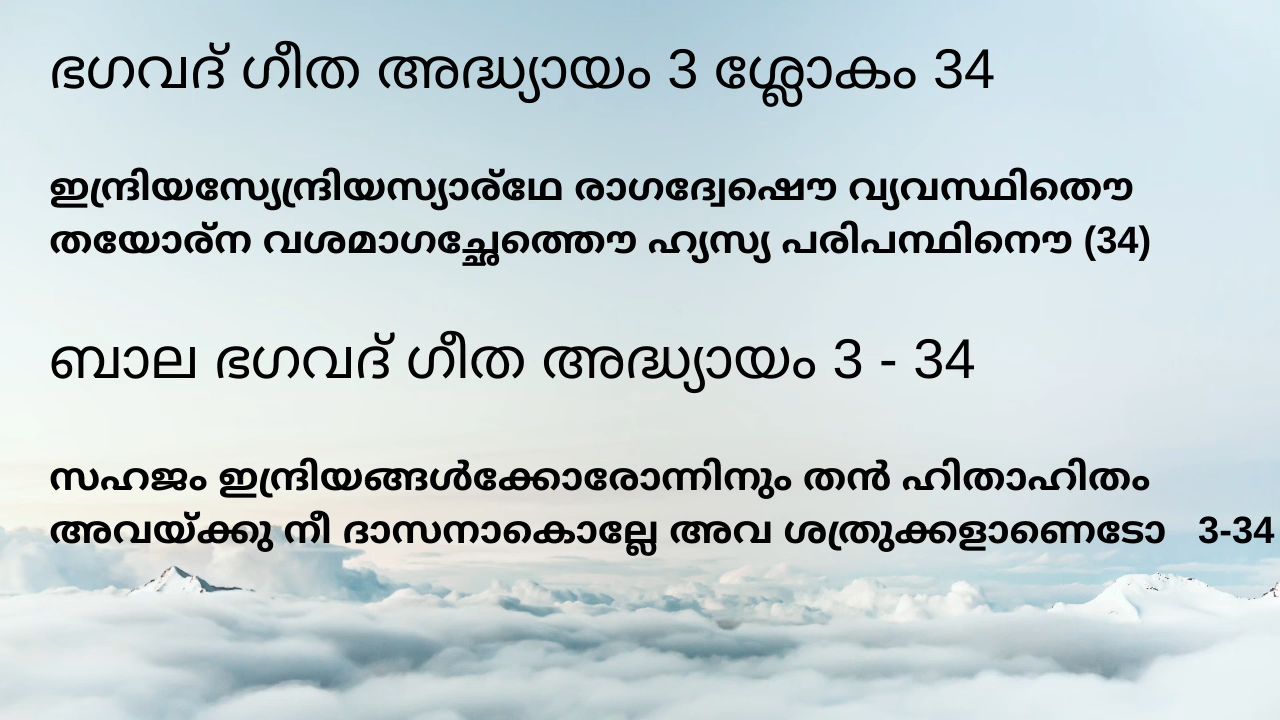 ഭഗവദ് ഗീത അദ്ധ്യായം 3 ശ്ലോകം 34
ഇന്ദ്രിയസ്യേന്ദ്രിയസ്യാര്ഥേ രാഗദ്വേഷൌ വ്യവസ്ഥിതൌ
തയോര്ന വശമാഗച്ഛേത്തൌ ഹ്യസ്യ പരിപന്ഥിനൌ (34)
ബാല ഭഗവദ് ഗീത അദ്ധ്യായം 3 - 34
സഹജം ഇന്ദ്രിയങ്ങൾക്കോരോന്നിനും തൻ ഹിതാഹിതം
അവയ്ക്കു നീ ദാസനാകൊല്ലേ അവ ശത്രുക്കളാണെടോ 3-34